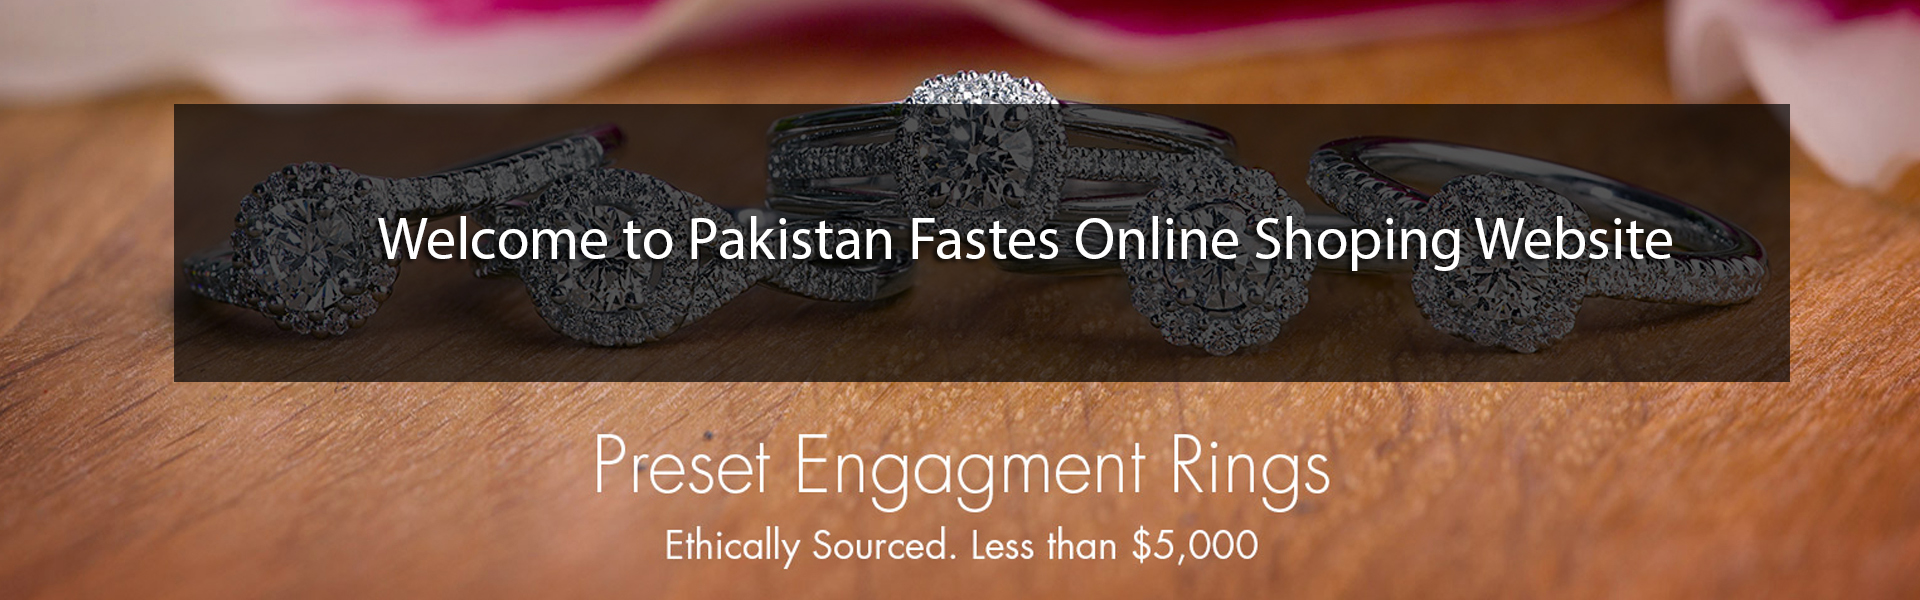 Welcome to Pakistan Fastes Online Shoping Website
Preset Engagment Rings
Ethically Sourced. Less than $5,000